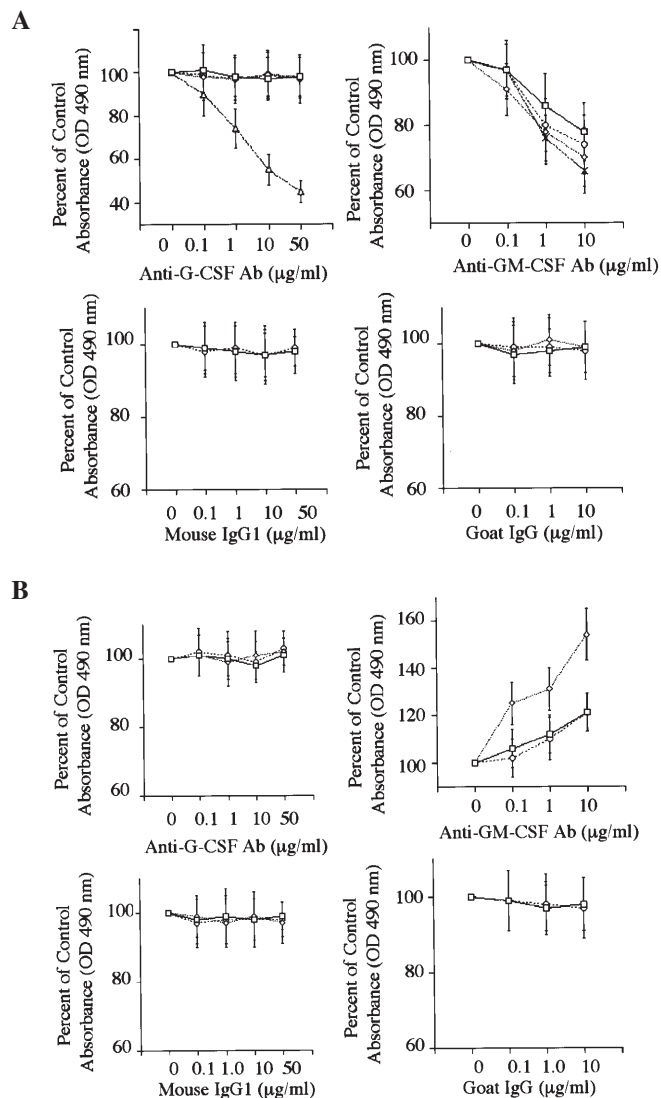 A
Percent of Control
Absorbance (OD 490 nm)
100
80
60
40
0 0.1 1 10 50
Anti-G-CSF Ab (µg/ml)
Percent of Control
Absorbance (OD 490 nm)
100
80
60
0 0.1 1 10
Anti-GM-CSF Ab (µg/ml)
Percent of Control
Absorbance (OD 490 nm)
100
80
60
0 0.1 1 10 50
Mouse IgG1 (µg/ml)
Percent of Control
Absorbance (OD 490 nm)
100
80
60
0 0.1 1 10
Goat IgG (µg/ml)
B
Percent of Control
Absorbance (OD 490 nm)
100
80
60
0 0.1 1 10 50
Anti-G-CSF Ab (µg/ml)
Percent of Control
Absorbance (OD 490 nm)
160
140
120
100
0 0.1 1 10
Anti-GM-CSF Ab (µg/ml)
Percent of Control
Absorbance (OD 490 nm)
100
80
60
0 0.1 1.0 10 50
Mouse IgG1 (µg/ml)
Percent of Control
Absorbance (OD 490 nm)
100
80
60
0 0.1 1.0 10
Goat IgG (µg/ml)